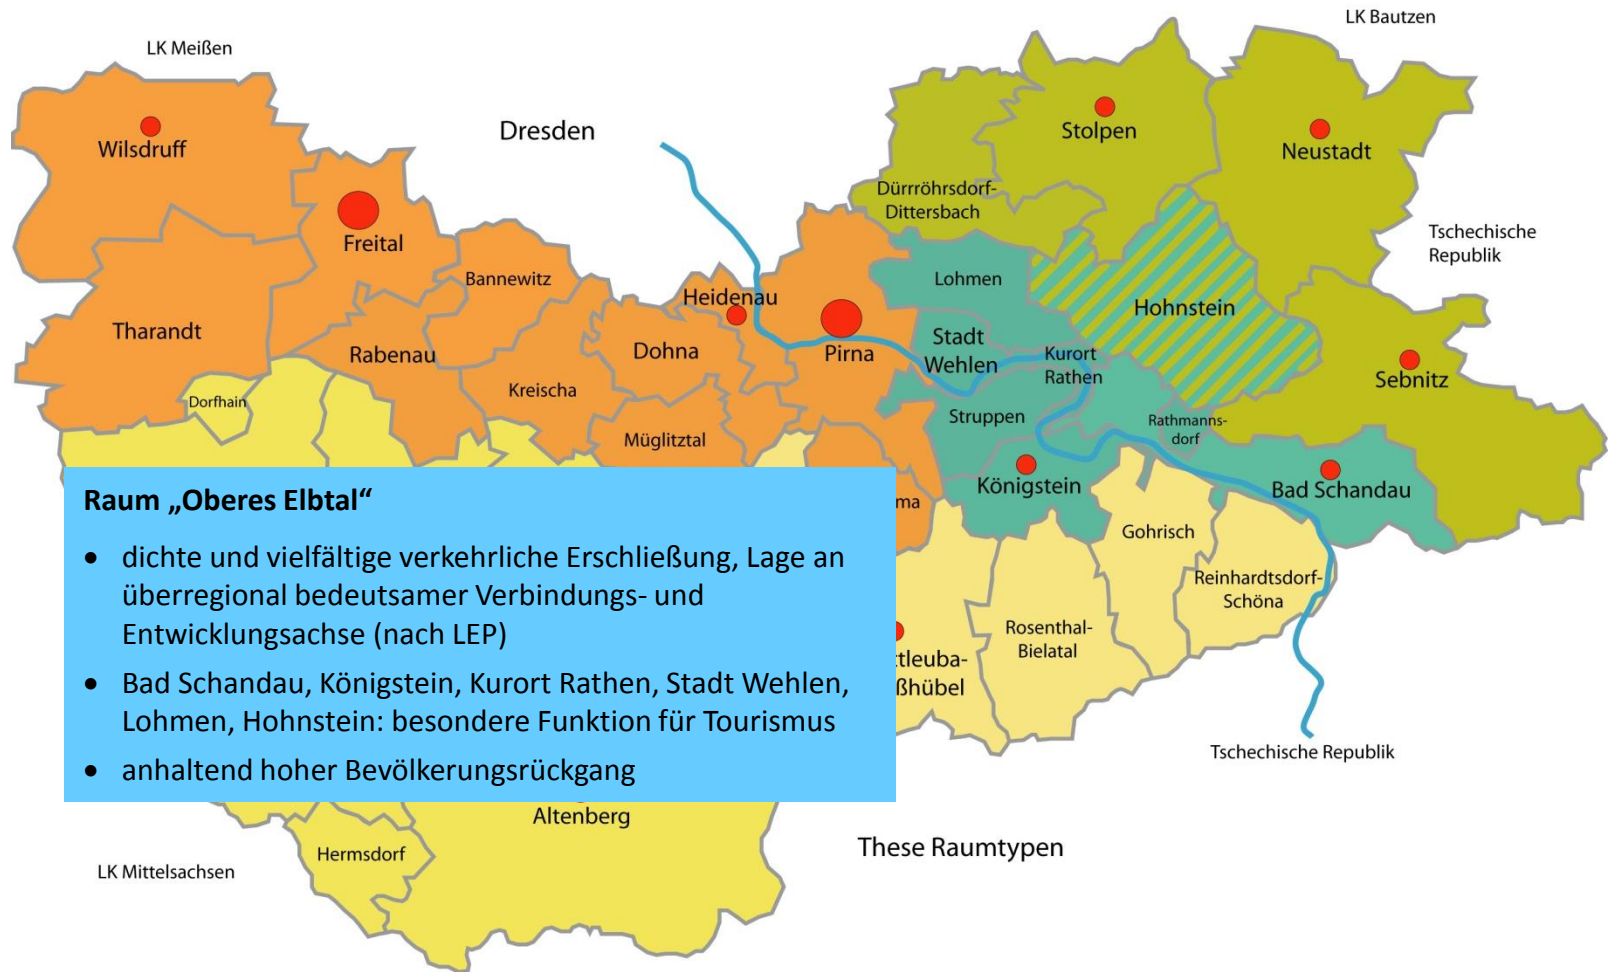 LK Bautzen
LK Meißen
Dresden
Wilsdruff
Stolpen
Neustadt
Dürrröhrsdorf-
Dittersbach
Freital
Tschechische
Republik
Bannewitz
Lohmen
Heidenau
Hohnstein
Tharandt
Rabenau
Dohna
Pirna
Stadt
Wehlen
Kurort
Rathen
Sebnitz
Kreischa
Dorfhain
Struppen
Rathmanns-
dorf
Müglitztal
Königstein
Bad Schandau
ma
Gohrisch
Reinhardtsdorf-
Schöna
Rosenthal-
Bielatal
ttleuba-
ßhübel
Raum „Oberes Elbtal“
• dichte und vielfältige verkehrliche Erschließung, Lage an
überregional bedeutsamer Verbindungs- und
Entwicklungsachse (nach LEP)
• Bad Schandau, Königstein, Kurort Rathen, Stadt Wehlen,
Lohmen, Hohnstein: besondere Funktion für Tourismus
• anhaltend hoher Bevölkerungsrückgang
Tschechische Republik
Altenberg
Hermsdorf
These Raumtypen
LK Mittelsachsen